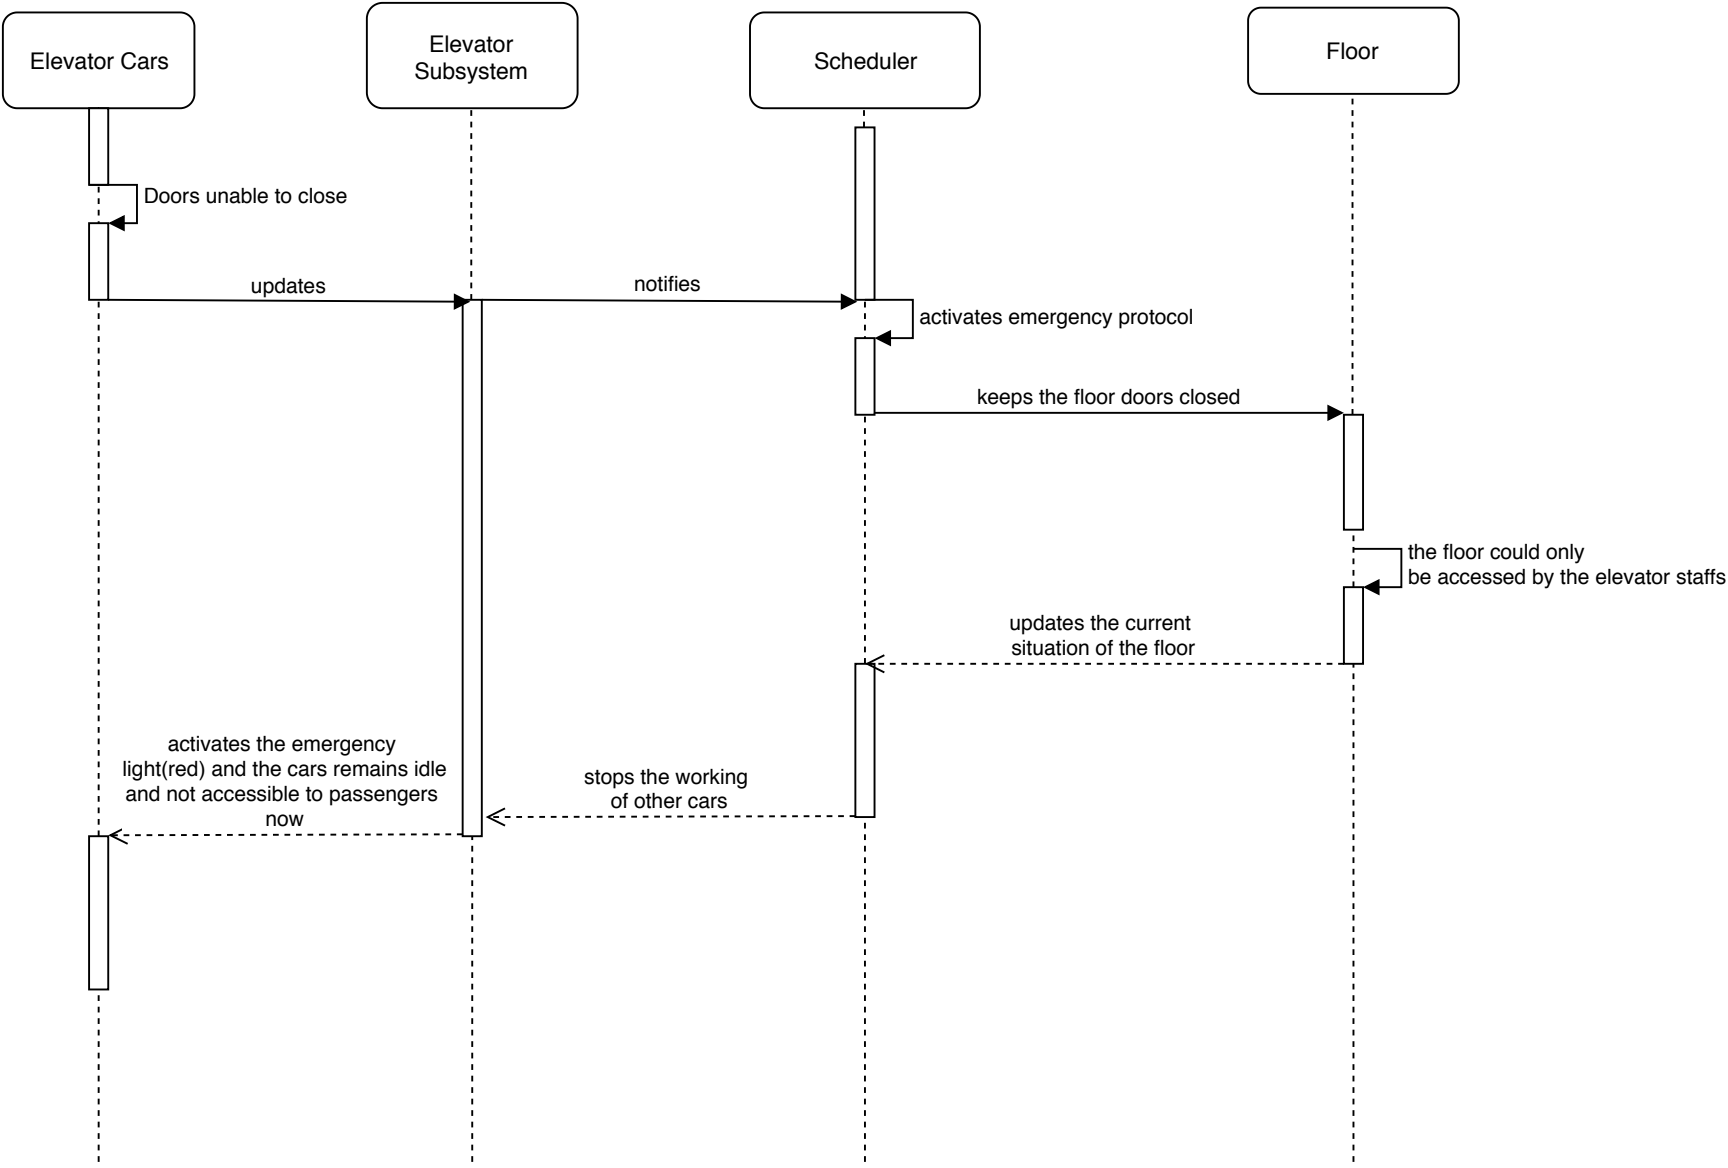 Elevator Cars
Elevator
Subsystem
Scheduler
Floor
Doors unable to close
updates
notifies
activates emergency protocol
keeps the floor doors closed
the floor could only
be accessed by the elevator staffs
updates the current
situation of the floor
activates the emergency
light(red) and the cars remains idle
and not accessible to passengers
now
stops the working
of other cars